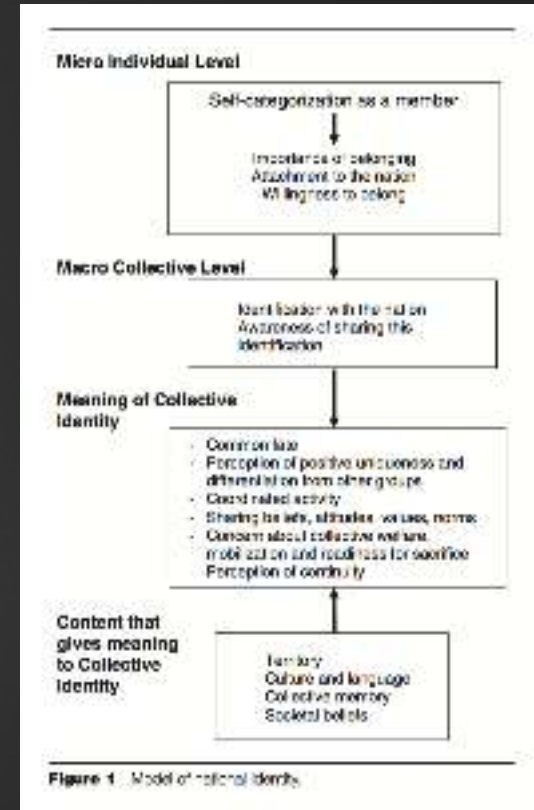 Micro Individual Level
Self-categorization as a member
Importance of belonging
Attachment to the nation
Willingness to belong
Macro Collective Level
Identification with the nation
Awareness of sharing this
identification
Meaning of Collective
Identity
- Common fate
- Perception of positive uniqueness and
differentiation from other groups
- Coordinated activity
- Sharing beliefs, attitudes, values, norms
- Concern about collective welfare,
mobilization and readiness for sacrifice
Perception of continuity
Content that
gives meaning
to Collective
Identity
Territory
Culture and language
Collective memory
Societal beliefs
Figure 1 Model of national identity.